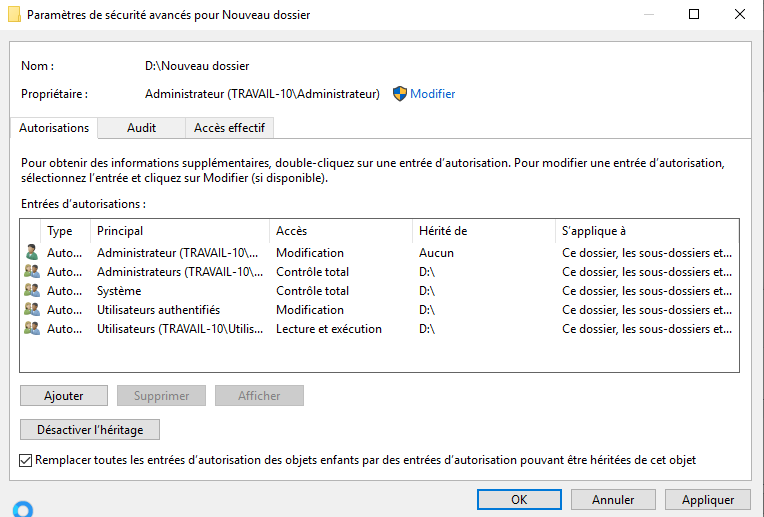 Paramètres de sécurité avancés pour Nouveau dossier
Nom : D:\Nouveau dossier
Propriétaire : Administrateur (TRAVAIL-10\Administrateur) Modifier
Autorisations Audit Accès effectif
Pour obtenir des informations supplémentaires, double-cliquez sur une entrée d'autorisation. Pour modifier une entrée d'autorisation,
sélectionnez l'entrée et cliquez sur Modifier (si disponible).
Entrées d'autorisations :
Type Principal Accès Hérité de S'applique à
Auto... Administrateur (TRAVAIL-10\... Modification Aucun Ce dossier, les sous-dossiers et...
Auto... Administrateurs (TRAVAIL-10\... Contrôle total D:\ Ce dossier, les sous-dossiers et...
Auto... Système Contrôle total D:\ Ce dossier, les sous-dossiers et...
Auto... Utilisateurs authentifiés Modification D:\ Ce dossier, les sous-dossiers et...
Auto... Utilisateurs (TRAVAIL-10\Utilis... Lecture et exécution D:\ Ce dossier, les sous-dossiers et...
Ajouter Supprimer Afficher
Désactiver l'héritage
Remplacer toutes les entrées d'autorisation des objets enfants par des entrées d'autorisation pouvant être héritées de cet objet
OK Annuler Appliquer